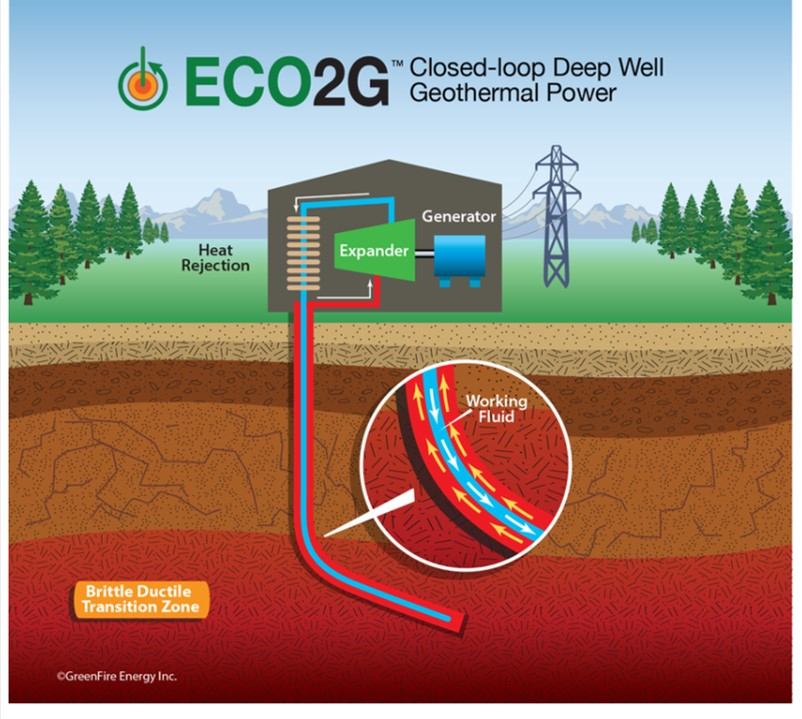 ECO2G™ Closed-loop Deep Well
Geothermal Power
Generator
Heat
Rejection
Expander
Working
Fluid
Brittle Ductile
Transition Zone
©GreenFire Energy Inc.